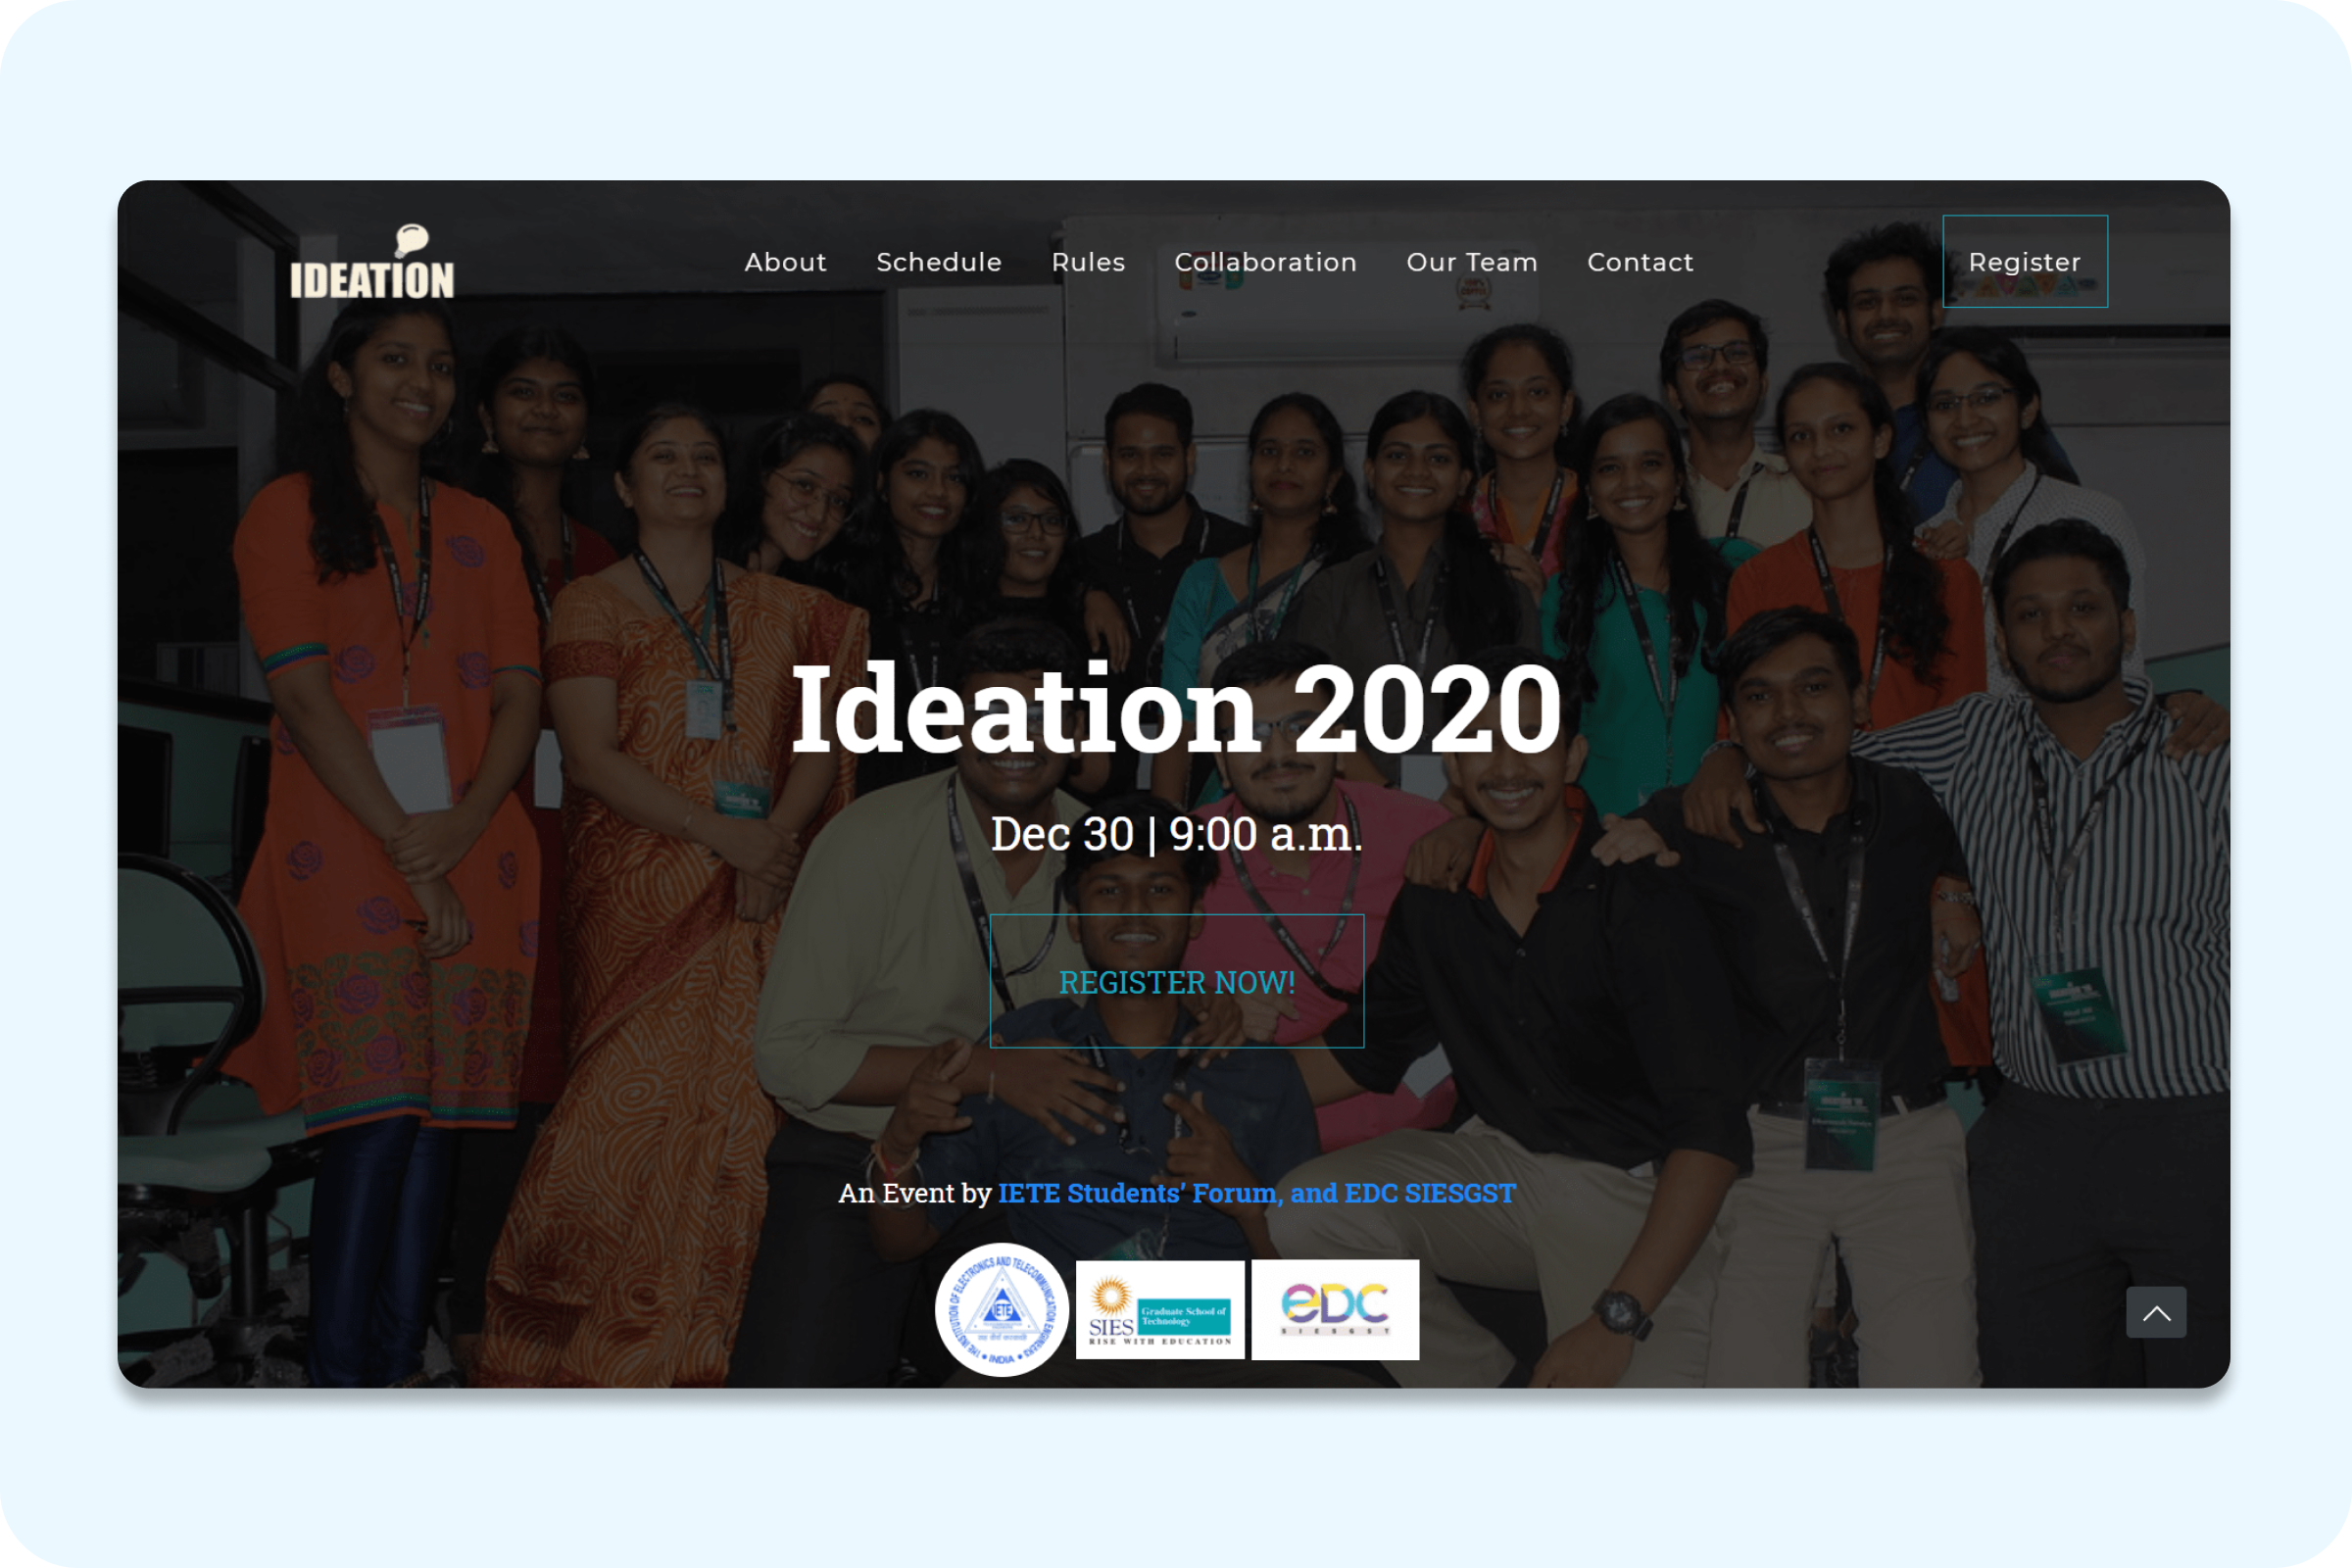 IDEATION
About Schedule Rules Collaboration Our Team Contact Register
Ideation 2020
Dec 30 | 9:00 a.m.
REGISTER NOW!
An Event by IETE Students’ Forum, and EDC SIESGST
THE INSTITUTION OF ELECTRONICS AND TELECOMMUNICATION ENGINEERS • INDIA •
IETE
SIES
Graduate School of
Technology
RISE WITH EDUCATION
eDC
SIESGST